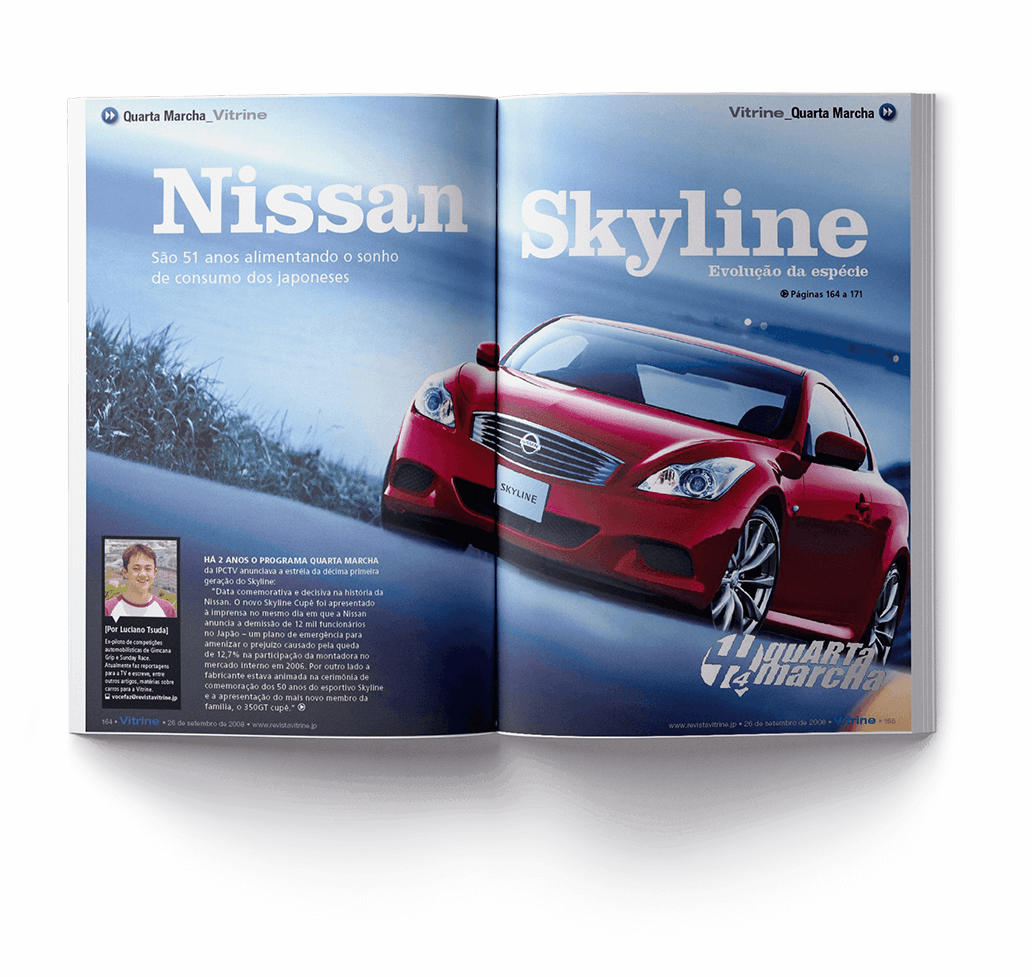 Quarta Marcha_Vitrine
Nissan
São 51 anos alimentando o sonho
de consumo dos japoneses
[Por Luciano Tsuda]
Ex-piloto de competições
automobilísticas de Gincana
Grip e Sunday Race.
Atualmente faz reportagens
para a TV e escreve, entre
outros artigos, matérias sobre
carros para a Vitrine.
vocefaz@revistavitrine.jp
HÁ 2 ANOS O PROGRAMA QUARTA MARCHA
da IPCTV anunciava a estréia da décima primeira
geração do Skyline:
"Data comemorativa e decisiva na história da
Nissan. O novo Skyline Cupê foi apresentado
à imprensa no mesmo dia em que a Nissan
anuncia a demissão de 12 mil funcionários
no Japão – um plano de emergência para
amenizar o prejuízo causado pela queda
de 12,7% na participação da montadora no
mercado interno em 2006. Por outro lado a
fabricante estava animada na cerimônia de
comemoração dos 50 anos do esportivo Skyline
e a apresentação do mais novo membro da
família, o 350GT cupê."
164 • Vitrine • 26 de setembro de 2008 • www.revistavitrine.jp
Vitrine_Quarta Marcha
Skyline
Evolução da espécie
Páginas 164 a 171
NISSAN
SKYLINE
4 quARTa
marcHa
www.revistavitrine.jp • 26 de setembro de 2008 • Vitrine • 165